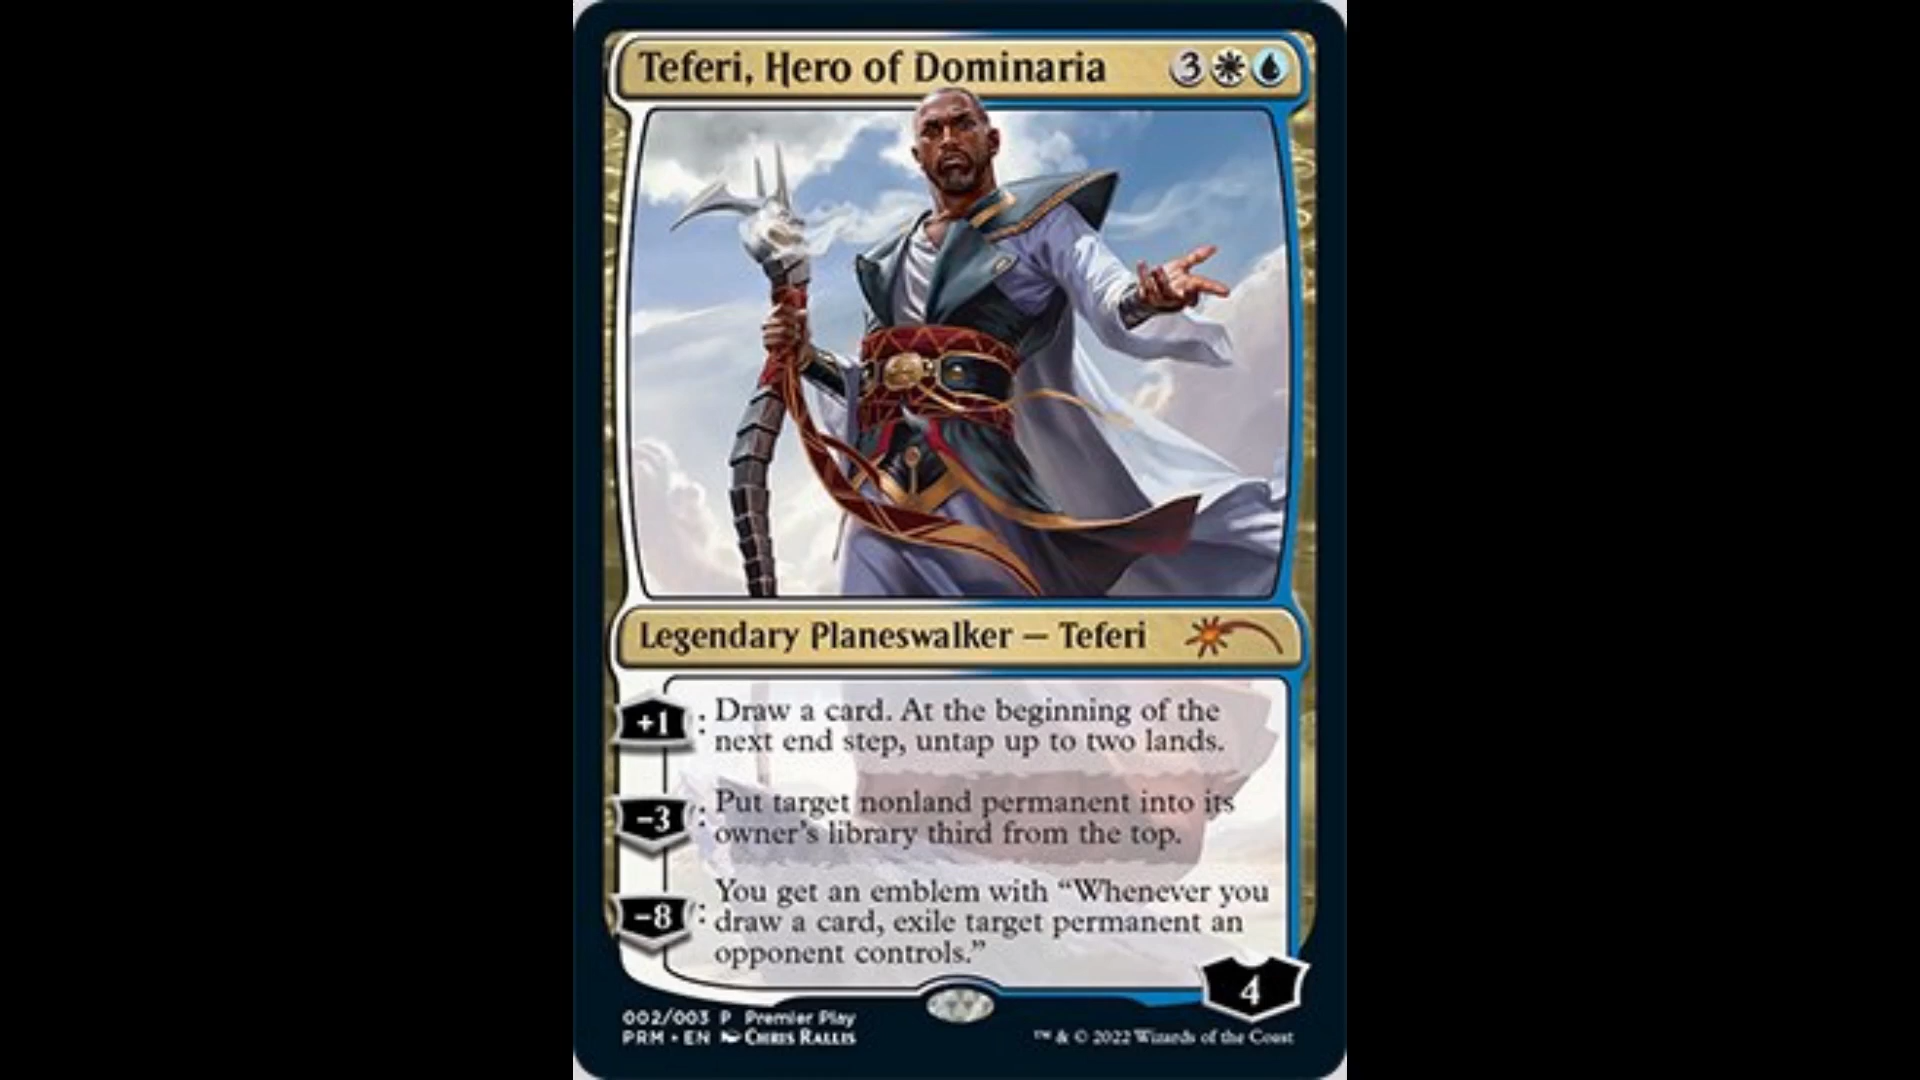 Teferi, Hero of Dominaria 3
Legendary Planeswalker — Teferi
+1 : Draw a card. At the beginning of the
next end step, untap up to two lands.
−3 : Put target nonland permanent into its
owner's library third from the top.
−8 : You get an emblem with “Whenever you
draw a card, exile target permanent an
opponent controls.”
4
002/003 P Premier Play
PRM • EN Chris Rallis
™ & © 2022 Wizards of the Coast